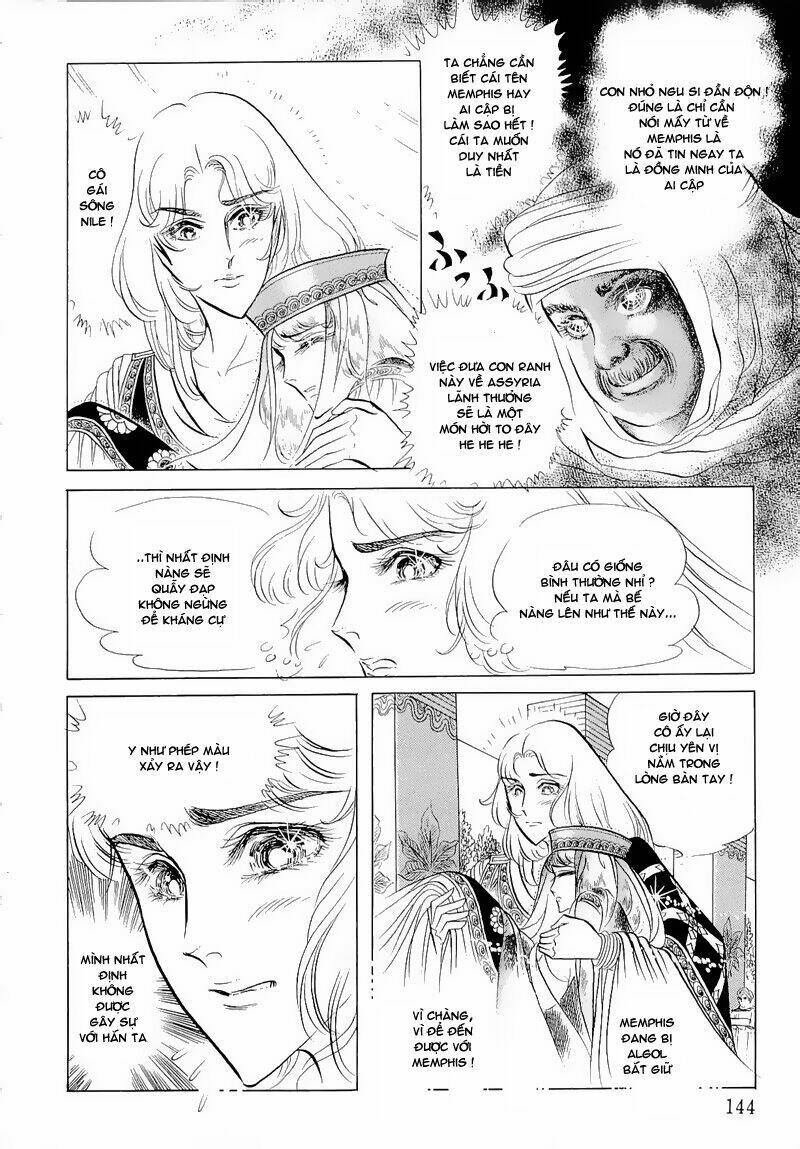 CON NHỎ NGU SI ĐẦN ĐỘN !
ĐÚNG LÀ CHỈ CẦN
NÓI MẤY TỪ VỀ
MEMPHIS LÀ
NÓ ĐÃ TIN NGAY TA
LÀ ĐỒNG MINH CỦA
AI CẬP
TA CHẲNG CẦN
BIẾT CÁI TÊN
MEMPHIS HAY
AI CẬP BỊ
LÀM SAO HẾT !
CÁI TA MUỐN
DUY NHẤT
LÀ TIỀN
ふふ
VIỆC ĐƯA CON RANH
NÀY VỀ ASSYRIA
LÃNH THƯỞNG
SẼ LÀ MỘT
MÓN HỜI TO ĐÂY
HE HE HE !
CÔ
GÁI
SÔNG
NILE !
ĐÂU CÓ GIỐNG
BÌNH THƯỜNG NHỈ ?
NẾU TA MÀ BẾ
NÀNG LÊN NHƯ THẾ NÀY...
..THÌ NHẤT ĐỊNH
NÀNG SẼ
QUẪY ĐẠP
KHÔNG NGỪNG
ĐỂ KHÁNG CỰ
GIỜ ĐÂY
CÔ ẤY LẠI
CHỊU YÊN VỊ
NẰM TRONG
LÒNG BÀN TAY !
MEMPHIS
ĐANG BỊ
ALGOL
BẮT GIỮ
VÌ CHÀNG,
VÌ ĐỂ ĐẾN
ĐƯỢC VỚI
MEMPHIS !
Y NHƯ PHÉP MÀU
XẢY RA VẬY !
MÌNH NHẤT
ĐỊNH
KHÔNG
ĐƯỢC
GÂY SỰ
VỚI HẮN TA
144